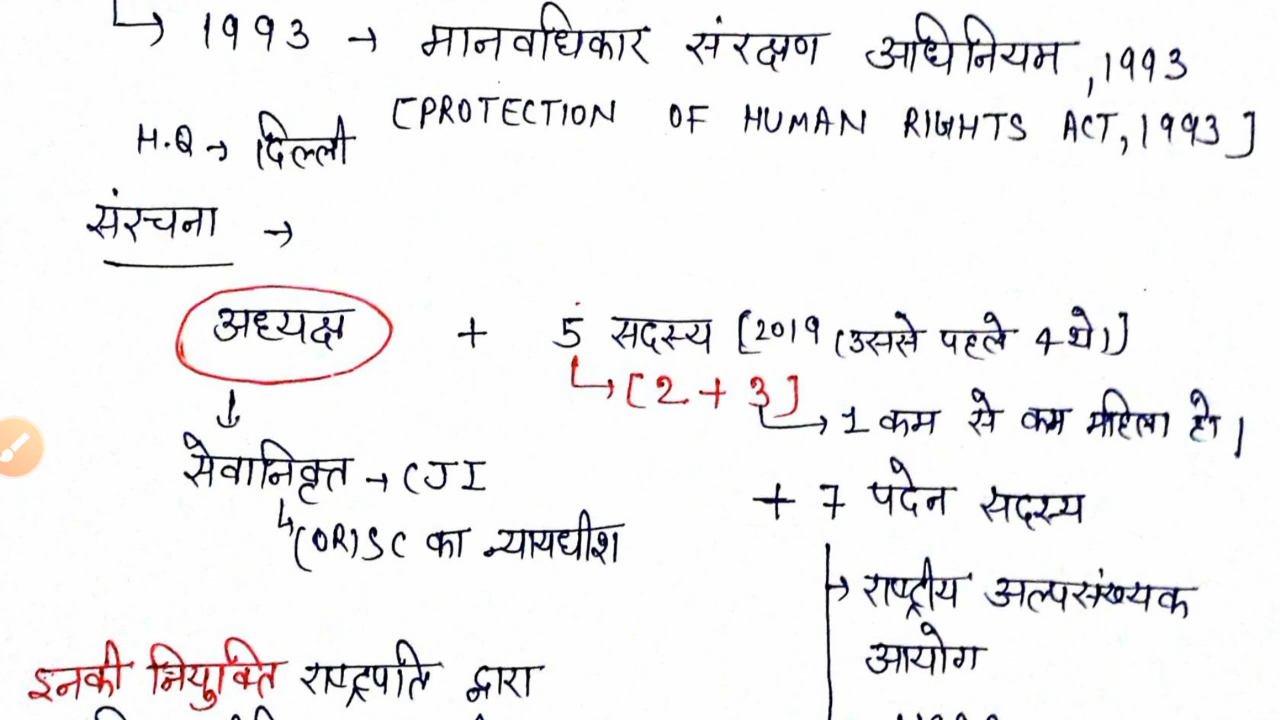 ↳ 1993 → मानवधिकार संरक्षण अधिनियम, 1993
[PROTECTION OF HUMAN RIGHTS ACT, 1993]
H.Q → दिल्ली
संरचना →
अध्यक्ष + 5 सदस्य [2019 (उससे पहले 4 थे।)]
↳ [2 + 3]
↳ 1 कम से कम महिला हो।
↓
सेवानिवृत्त → CJI
↳ (OR) SC का न्यायधीश
+ 7 पदेन सदस्य
→ राष्ट्रीय अल्पसंख्यक
आयोग
इनकी नियुक्ति राष्ट्रपति द्वारा